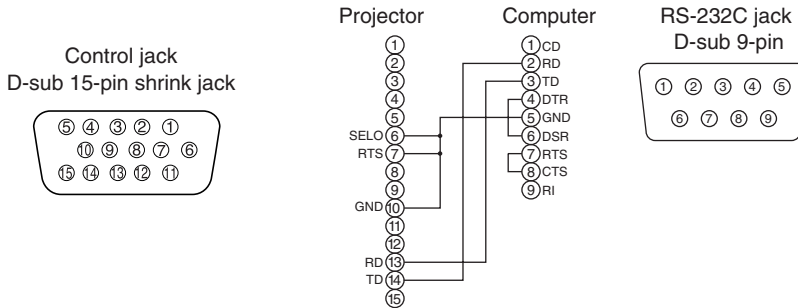 Control jack
D-sub 15-pin shrink jack
5 4 3 2 1
10 9 8 7 6
15 14 13 12 11
Projector
1
2
3
4
5
SELO 6
RTS 7
8
9
GND 10
11
12
RD 13
TD 14
15
Computer
1 CD
2 RD
3 TD
4 DTR
5 GND
6 DSR
7 RTS
8 CTS
9 RI
RS-232C jack
D-sub 9-pin
1 2 3 4 5
6 7 8 9